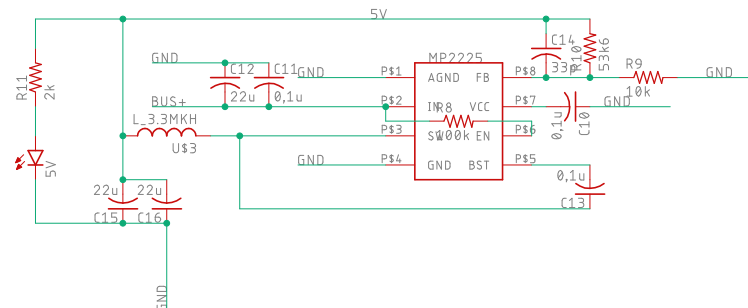 5V
C14
33p
R10
53k6
GND
MP2225
C12
C11
GND
P$1
AGND
FB
P$8
R9
GND
10k
R11
2k
22u
0,1u
BUS+
P$2
IN
R8
VCC
P$7
GND
0,1u
C10
L_3.3MKH
U$3
P$3
SW
100k
EN
P$6
5V
GND
P$4
GND
BST
P$5
0,1u
C13
22u
22u
C15
C16
GND